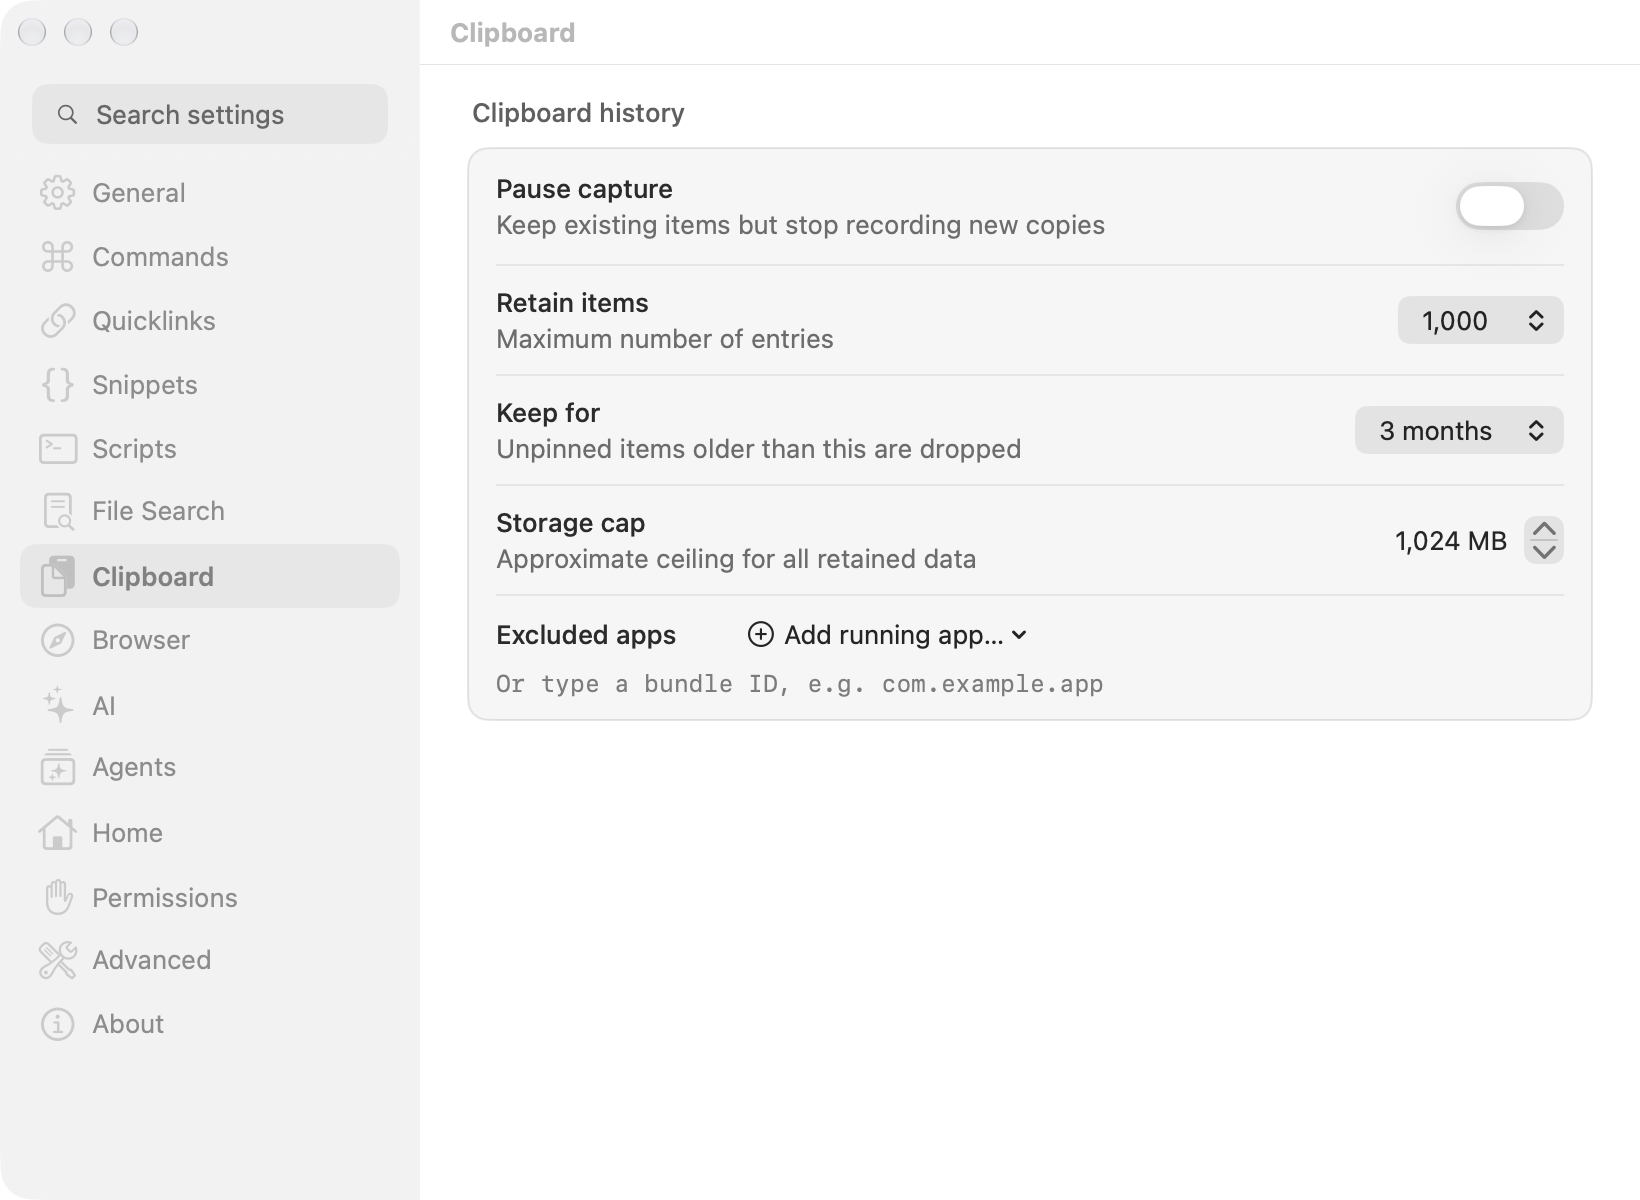 Clipboard
Search settings
General
Commands
Quicklinks
Snippets
Scripts
File Search
Clipboard
Browser
AI
Agents
Home
Permissions
Advanced
About
Clipboard history
Pause capture
Keep existing items but stop recording new copies
Retain items
Maximum number of entries
1,000
Keep for
Unpinned items older than this are dropped
3 months
Storage cap
Approximate ceiling for all retained data
1,024 MB
Excluded apps
Add running app...
Or type a bundle ID, e.g. com.example.app